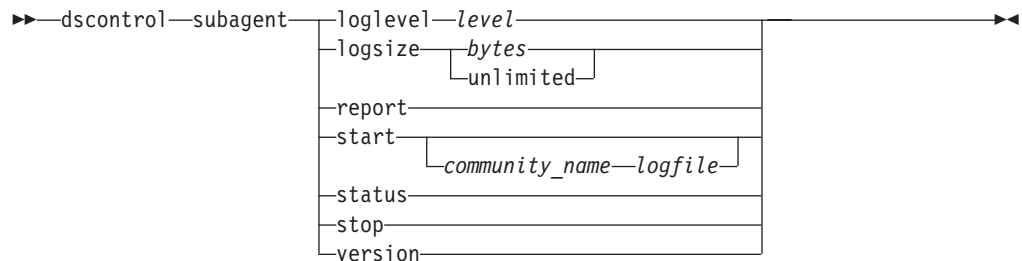 dscontrol subagent loglevel level
logsize bytes
unlimited
report
start
community_name logfile
status
stop
version